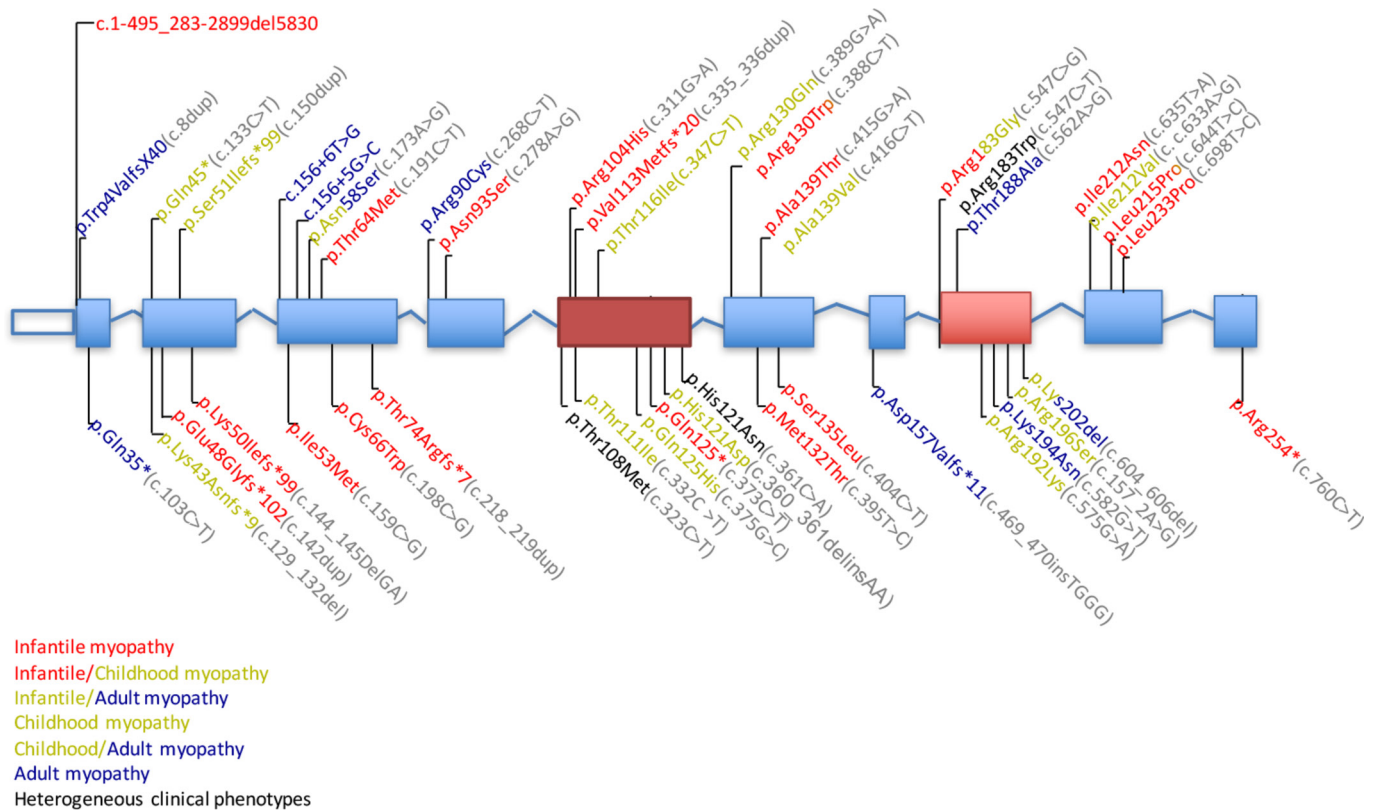 c.1-495_283-2899del5830
p.Trp4ValfsX40(c.8dup)
p.Gln45*(c.133C>T)
p.Ser51Ilefs*99(c.150dup)
c.156+6T>G
c.156+5G>C
p.Asn58Ser(c.173A>G)
p.Thr64Met(c.191C>T)
p.Arg90Cys(c.268C>T)
p.Asn93Ser(c.278A>G)
p.Arg104His(c.311G>A)
p.Val113Metfs*20(c.335_336dup)
p.Thr116Ile(c.347C>T)
p.Arg130Gln(c.389G>A)
p.Arg130Trp(c.388C>T)
p.Ala139Thr(c.415G>A)
p.Ala139Val(c.416C>T)
p.Arg183Gly(c.547C>G)
p.Arg183Trp(c.547C>T)
p.Thr188Ala(c.562A>G)
p.Ile212Asn(c.635T>A)
p.Ile212Val(c.633A>G)
p.Leu215Pro(c.644T>C)
p.Leu233Pro(c.698T>C)
p.Gln35*(c.103C>T)
p.Lys43Asnfs*9(c.129_132del)
p.Glu48Glyfs*102(c.142dup)
p.Lys50Ilefs*99(c.144_145DelGA)
p.Ile53Met(c.159C>G)
p.Cys66Trp(c.198C>G)
p.Thr74Argfs*7(c.218_219dup)
p.Thr108Met(c.323C>T)
p.Thr111Ile(c.332C>T)
p.Gln125His(c.375G>C)
p.Gln125*(c.373C>T)
p.His121Asp(c.360_361delinsAA)
p.His121Asn(c.361C>A)
p.Met132Thr(c.395T>C)
p.Ser135Leu(c.404C>T)
p.Asp157Valfs*11(c.469_470insTGGG)
p.Arg192Lys(c.575G>A)
p.Lys194Asn(c.582G>T)
p.Arg196Ser(c.157_2A>G)
p.Lys202del(c.604_606del)
p.Arg254*(c.760C>T)
Infantile myopathy
Infantile/Childhood myopathy
Infantile/Adult myopathy
Childhood myopathy
Childhood/Adult myopathy
Adult myopathy
Heterogeneous clinical phenotypes